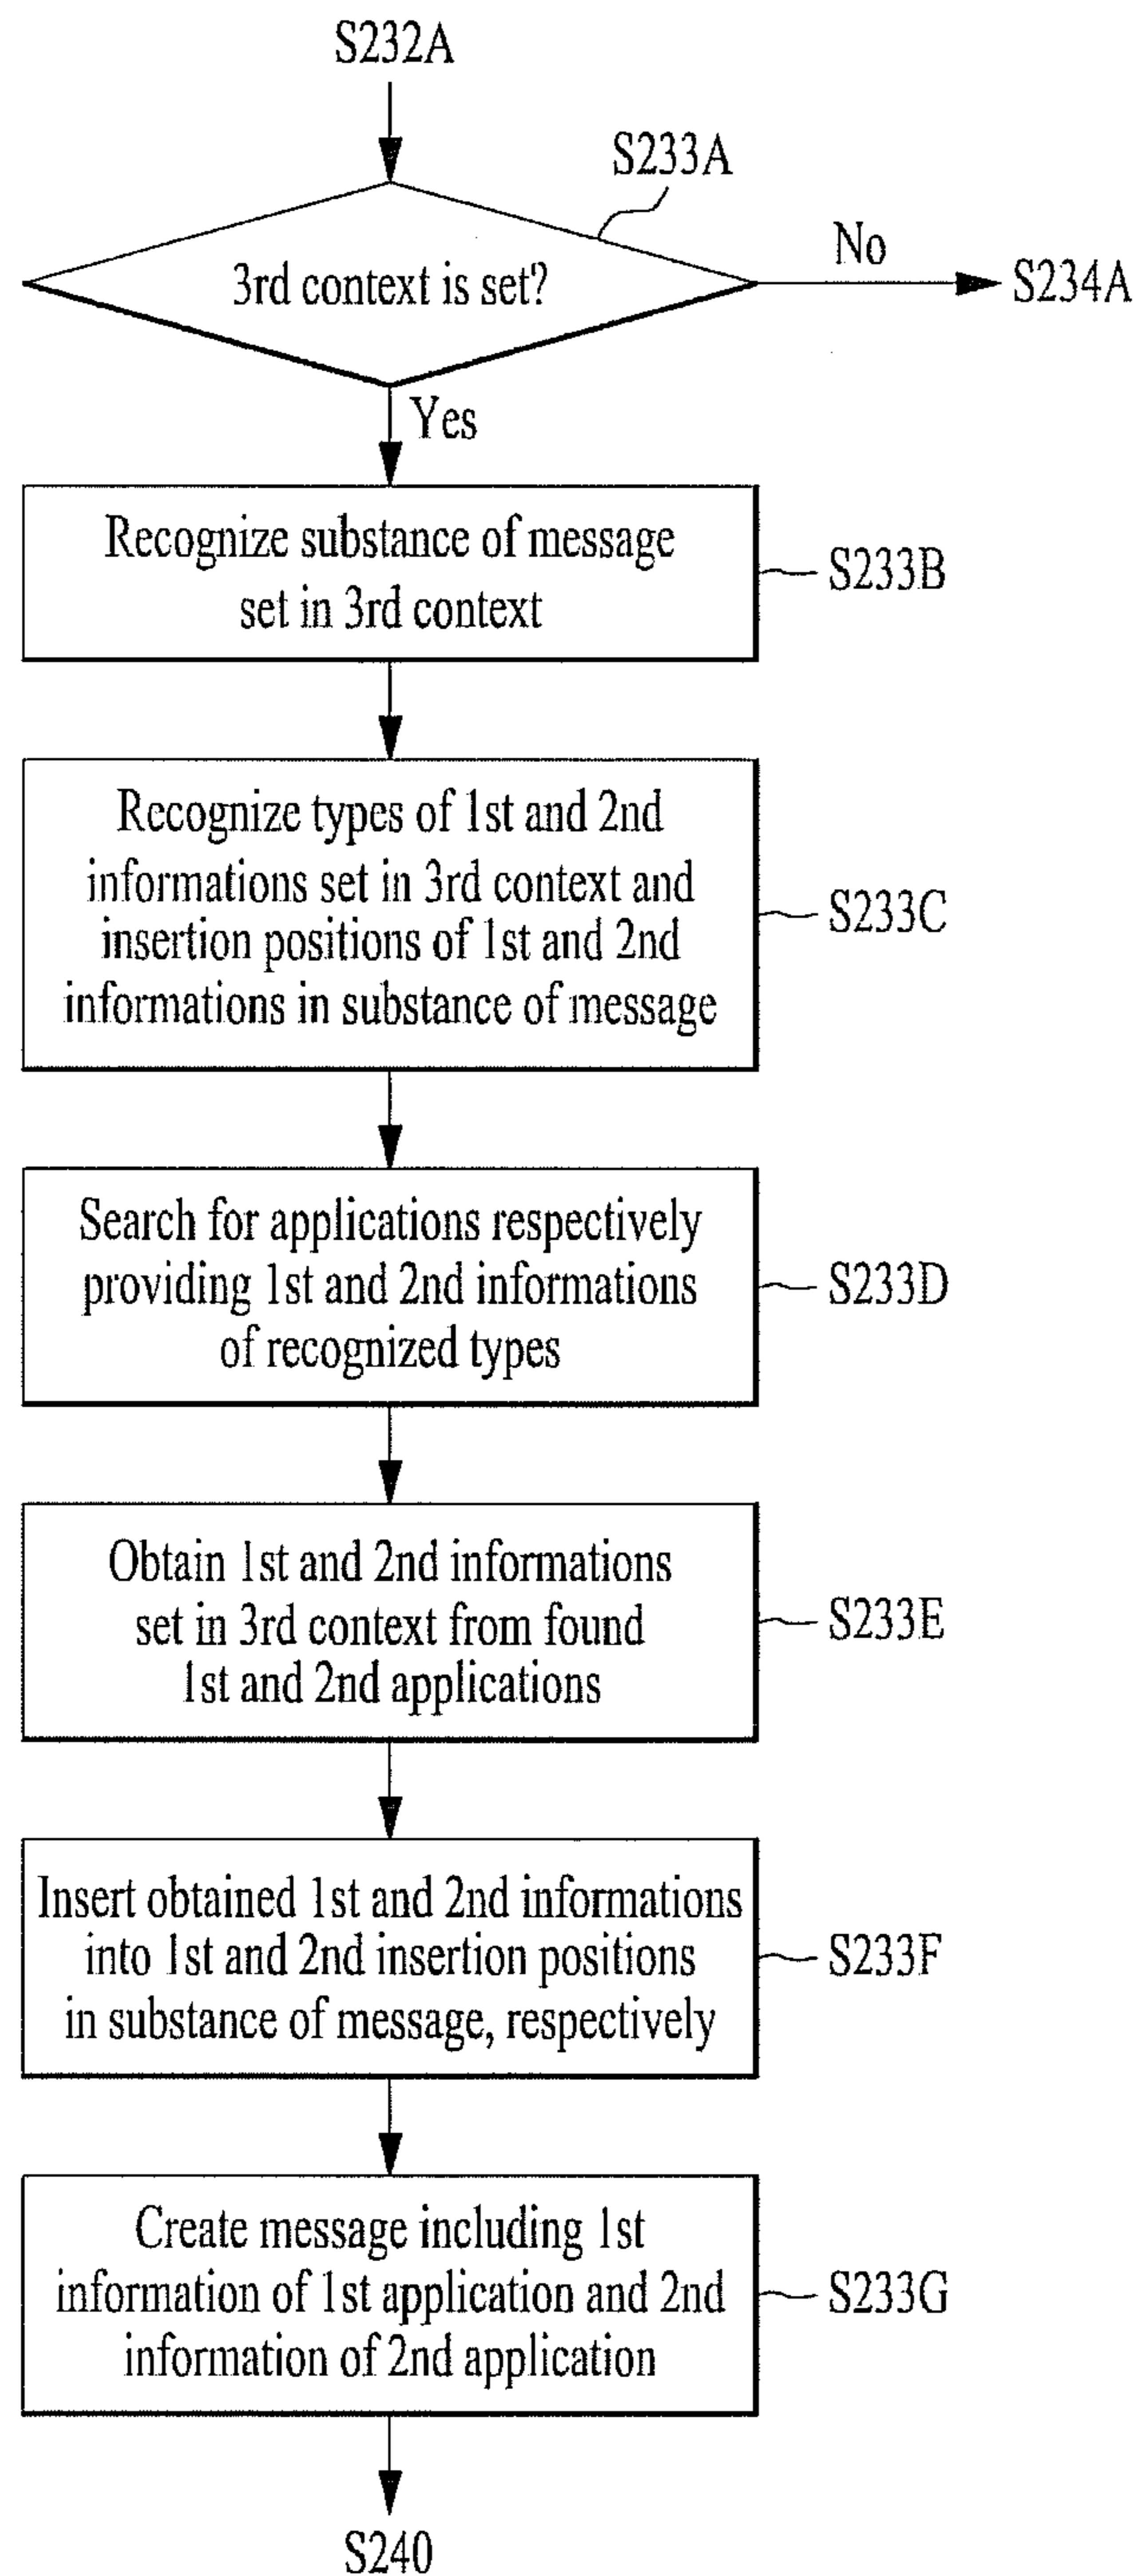 S232A
S233A
3rd context is set?
No
S234A
Yes
Recognize substance of message
set in 3rd context
S233B
Recognize types of 1st and 2nd
informations set in 3rd context and
insertion positions of 1st and 2nd
informations in substance of message
S233C
Search for applications respectively
providing 1st and 2nd informations
of recognized types
S233D
Obtain 1st and 2nd informations
set in 3rd context from found
1st and 2nd applications
S233E
Insert obtained 1st and 2nd informations
into 1st and 2nd insertion positions
in substance of message, respectively
S233F
Create message including 1st
information of 1st application and 2nd
information of 2nd application
S233G
S240